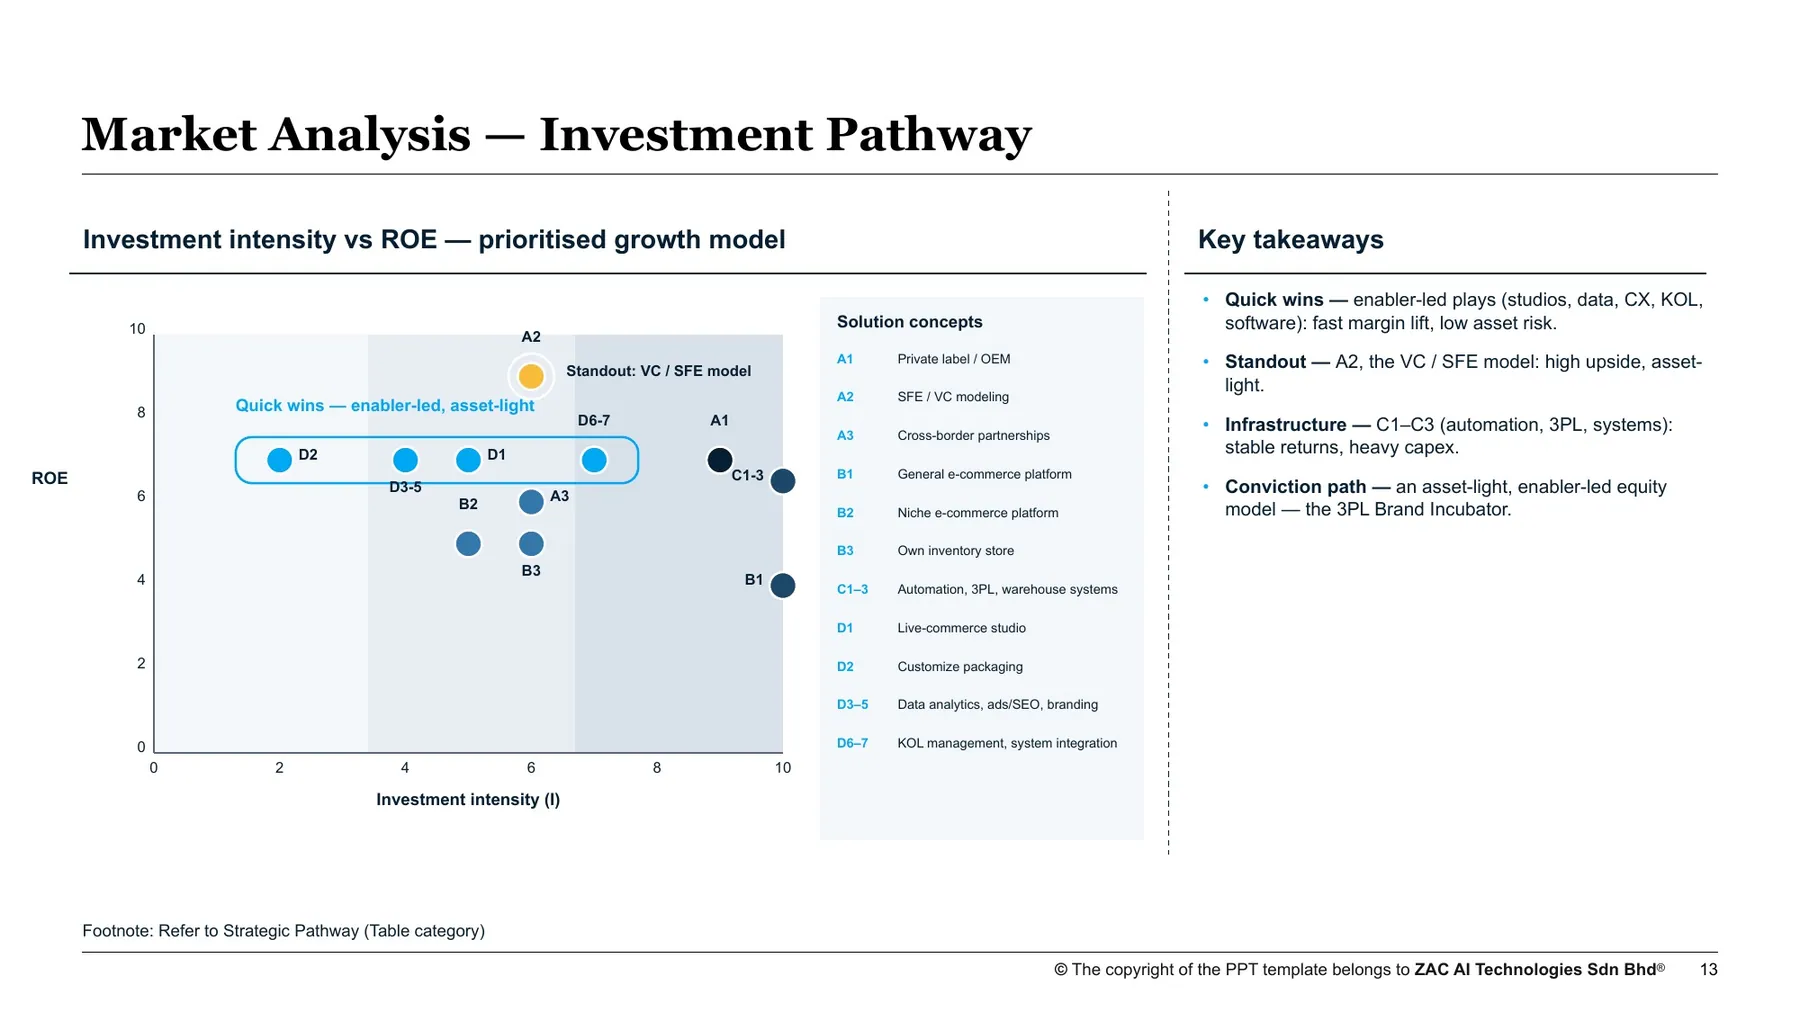 Market Analysis — Investment Pathway
Investment intensity vs ROE — prioritised growth model
ROE
10
8
6
4
2
0
0
2
4
6
8
10
Investment intensity (I)
A2
Standout: VC / SFE model
Quick wins — enabler-led, asset-light
D6-7
A1
D2
D1
D3-5
C1-3
B2
A3
B3
B1
Solution concepts
A1 Private label / OEM
A2 SFE / VC modeling
A3 Cross-border partnerships
B1 General e-commerce platform
B2 Niche e-commerce platform
B3 Own inventory store
C1–3 Automation, 3PL, warehouse systems
D1 Live-commerce studio
D2 Customize packaging
D3–5 Data analytics, ads/SEO, branding
D6–7 KOL management, system integration
Key takeaways
• Quick wins — enabler-led plays (studios, data, CX, KOL,
software): fast margin lift, low asset risk.
• Standout — A2, the VC / SFE model: high upside, asset-
light.
• Infrastructure — C1–C3 (automation, 3PL, systems):
stable returns, heavy capex.
• Conviction path — an asset-light, enabler-led equity
model — the 3PL Brand Incubator.
Footnote: Refer to Strategic Pathway (Table category)
© The copyright of the PPT template belongs to ZAC AI Technologies Sdn Bhd® 13